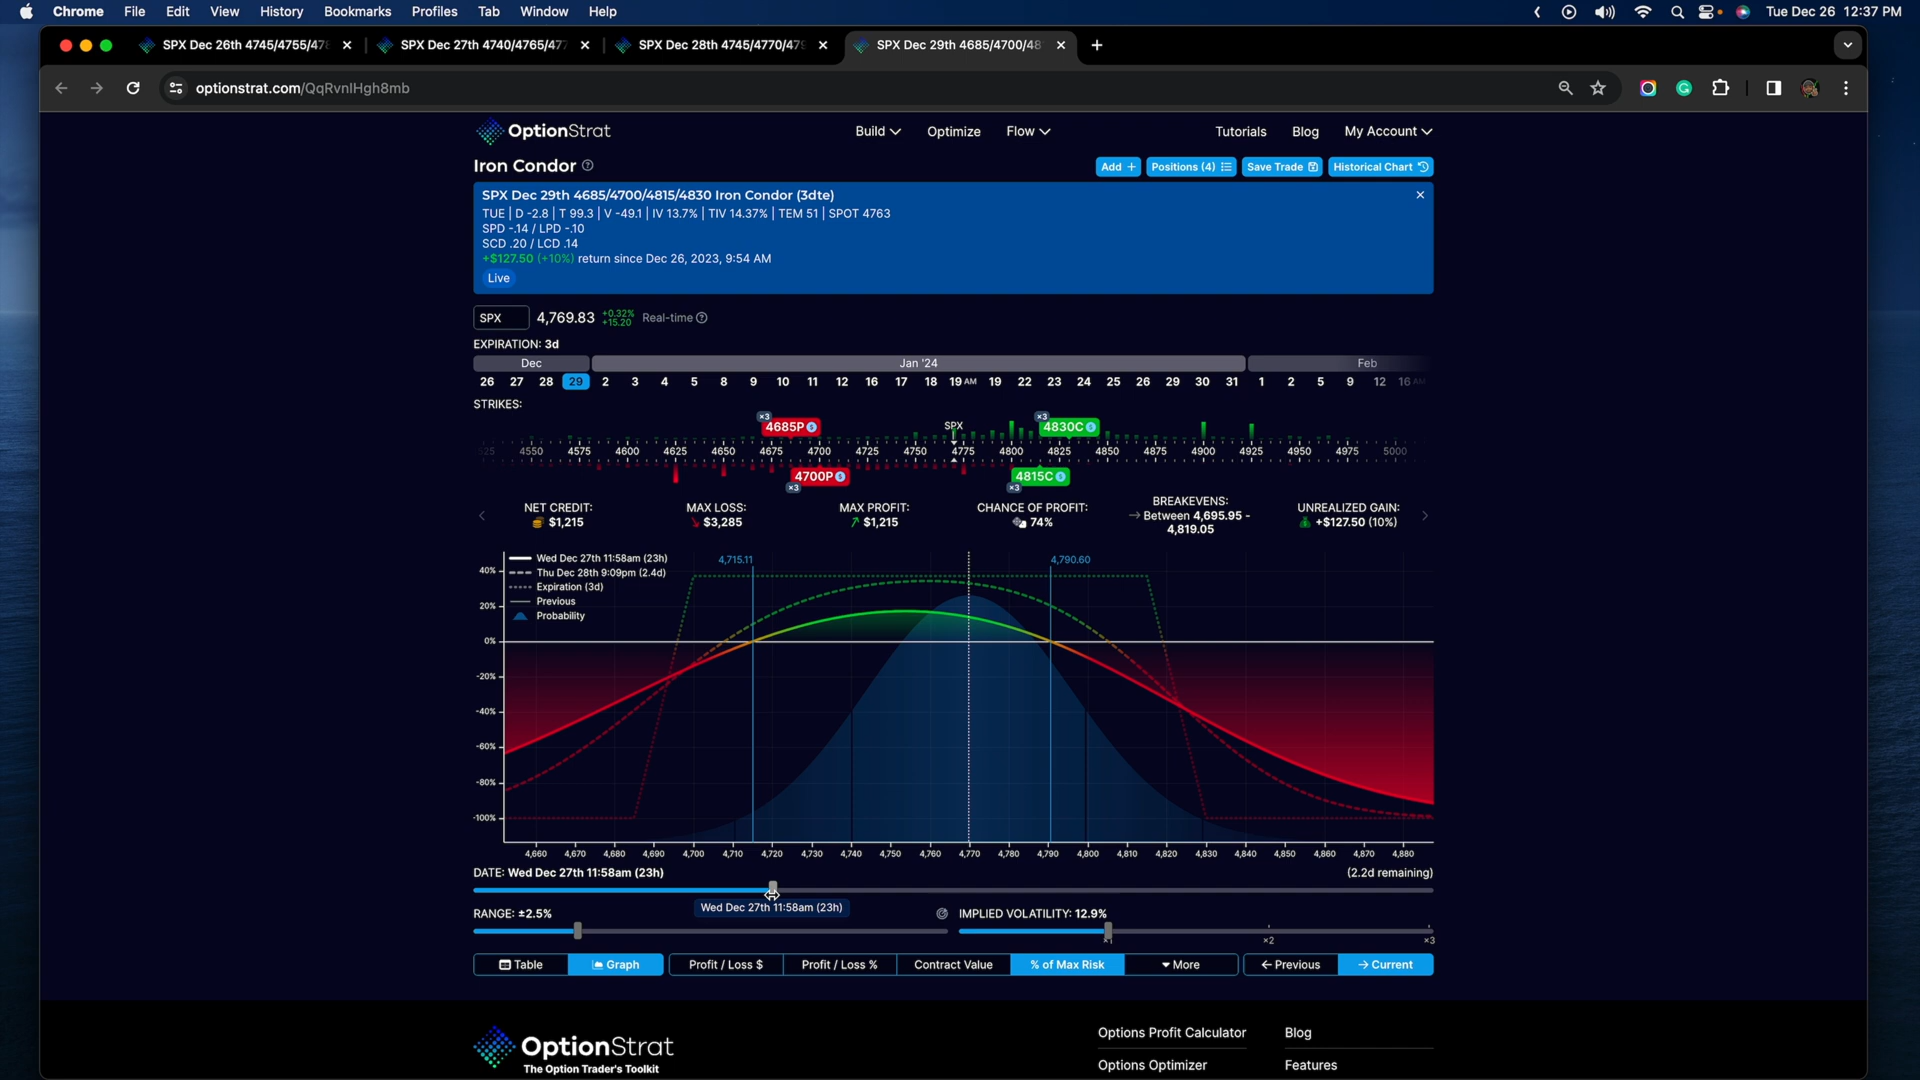 Chrome File Edit View History Bookmarks Profiles Tab Window Help Tue Dec 26 12:37 PM
SPX Dec 26th 4745/4755/478 SPX Dec 27th 4740/4765/477 SPX Dec 28th 4745/4770/479 SPX Dec 29th 4685/4700/48
optionstrat.com/QqRvnlHgh8mb
OptionStrat Build Optimize Flow Tutorials Blog My Account
Iron Condor Add + Positions (4) Save Trade Historical Chart
SPX Dec 29th 4685/4700/4815/4830 Iron Condor (3dte)
TUE | D -2.8 | T 99.3 | V -49.1 | IV 13.7% | TIV 14.37% | TEM 51 | SPOT 4763
SPD -.14 / LPD -.10
SCD .20 / LCD .14
+$127.50 (+10%) return since Dec 26, 2023, 9:54 AM
Live
SPX 4,769.83 +0.32% +15.20 Real-time
EXPIRATION: 3d
Dec Jan '24 Feb
26 27 28 29 2 3 4 5 8 9 10 11 12 16 17 18 19 AM 19 22 23 24 25 26 29 30 31 1 2 5 9 12 16 AM
STRIKES:
×3 ×3
4685P SPX 4830C
525 4550 4575 4600 4625 4650 4675 4700 4725 4750 4775 4800 4825 4850 4875 4900 4925 4950 4975 5000
4700P 4815C
×3 ×3
NET CREDIT: MAX LOSS: MAX PROFIT: CHANCE OF PROFIT: BREAKEVENS: UNREALIZED GAIN:
$1,215 $3,285 $1,215 74% Between 4,695.95 - +$127.50 (10%)
4,819.05
Wed Dec 27th 11:58am (23h) 4,715.11 4,790.60
Thu Dec 28th 9:09pm (2.4d)
Expiration (3d)
Previous
Probability
40%
20%
0%
-20%
-40%
-60%
-80%
-100%
4,660 4,670 4,680 4,690 4,700 4,710 4,720 4,730 4,740 4,750 4,760 4,770 4,780 4,790 4,800 4,810 4,820 4,830 4,840 4,850 4,860 4,870 4,880
DATE: Wed Dec 27th 11:58am (23h) (2.2d remaining)
Wed Dec 27th 11:58am (23h)
RANGE: ±2.5% IMPLIED VOLATILITY: 12.9%
×1 ×2 ×3
Table Graph Profit / Loss $ Profit / Loss % Contract Value % of Max Risk More Previous Current
OptionStrat Options Profit Calculator Blog
The Option Trader's Toolkit Options Optimizer Features